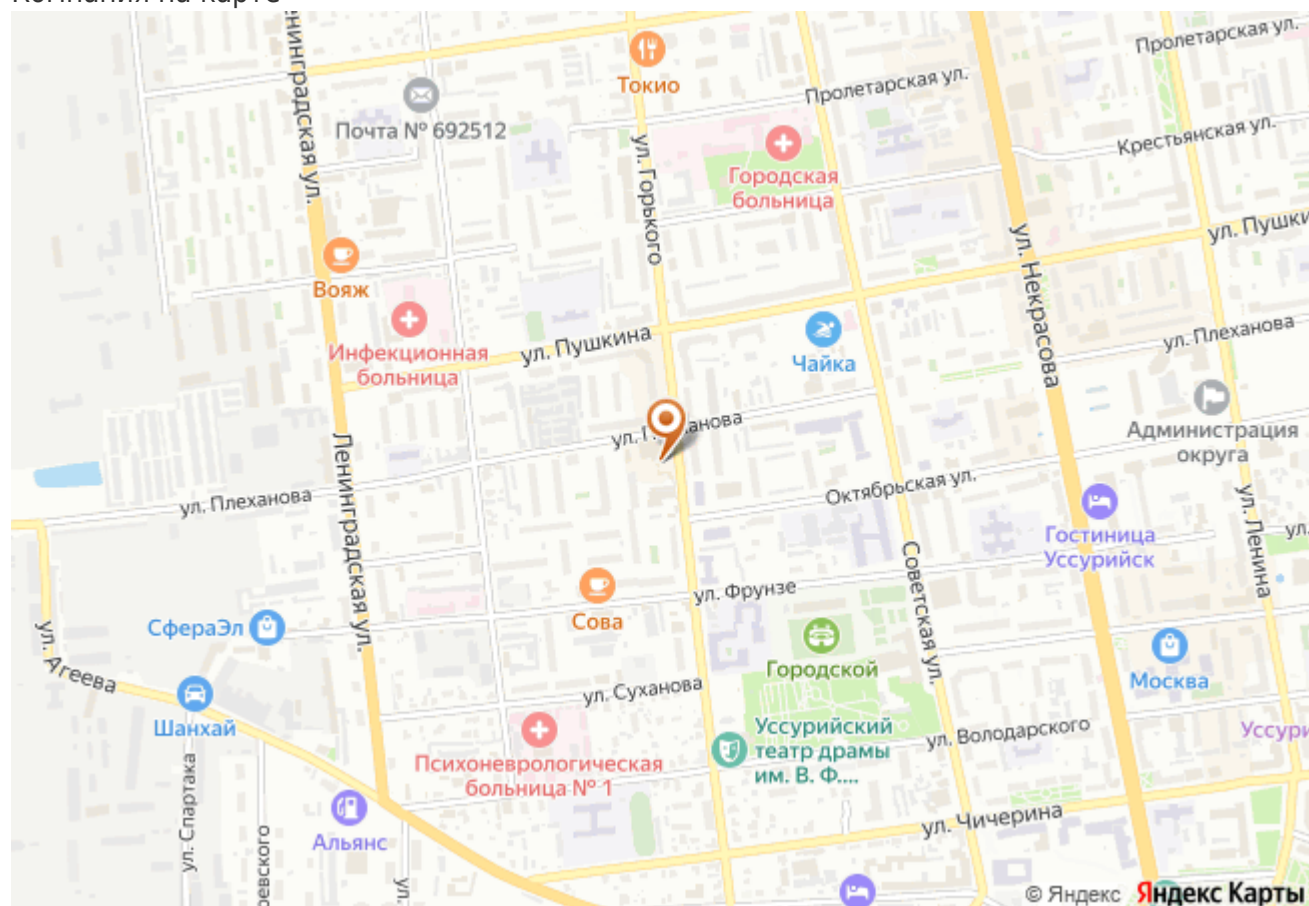 Компания на карте
Пролетарская ул.
Токио
Пролетарская ул.
Почта № 692512
Крестьянская ул.
Городская
больница
ул. Горького
ул. Некрасова
Вояж
Инфекционная
больница
ул. Пушкина
Чайка
ул. Плеханова
Администрация
округа
Ленинградская ул.
ул. Плеханова
Октябрьская ул.
Гостиница
Уссурийск
ул. Ленина
Советская ул.
ул. Фрунзе
Сова
СфераЭл
Городской
Москва
ул. Агеева
ул. Суханова
Шанхай
Уссурийский
театр драмы
им. В. Ф....
ул. Володарского
Психоневрологическая
больница № 1
ул. Спартака
Альянс
ул. Чичерина
ул.
© Яндекс Яндекс Карты